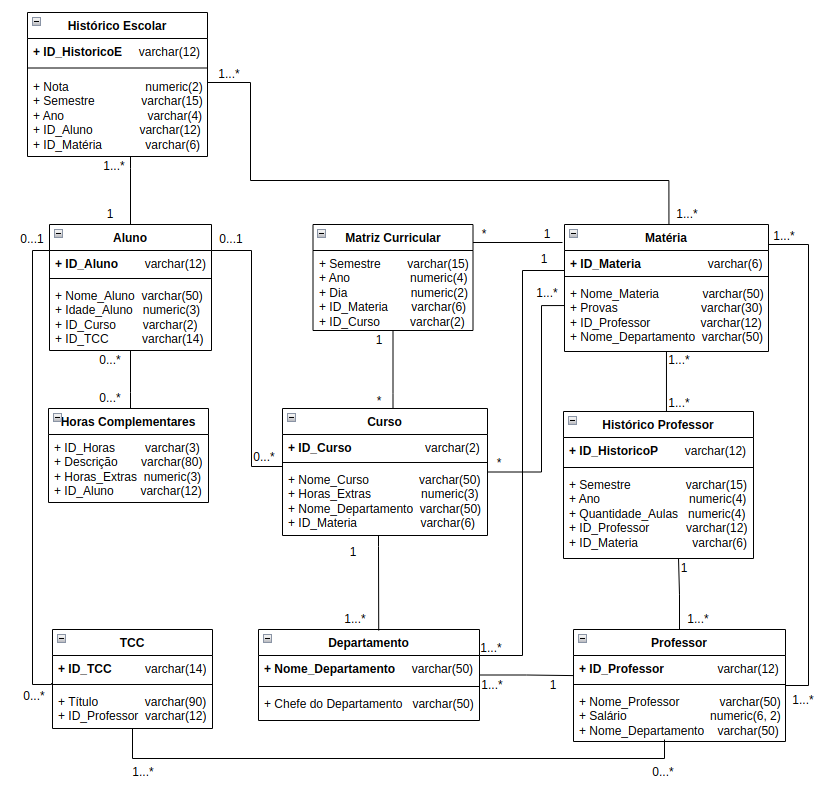 Histórico Escolar
+ ID_HistoricoE varchar(12)
+ Nota numeric(2)
+ Semestre varchar(15)
+ Ano varchar(4)
+ ID_Aluno varchar(12)
+ ID_Matéria varchar(6)
1...*
1...*
1
1...*
0...1
Aluno
+ ID_Aluno varchar(12)
+ Nome_Aluno varchar(50)
+ Idade_Aluno numeric(3)
+ ID_Curso varchar(2)
+ ID_TCC varchar(14)
0...1
Matriz Curricular
+ Semestre varchar(15)
+ Ano numeric(4)
+ Dia numeric(2)
+ ID_Materia varchar(6)
+ ID_Curso varchar(2)
*
1
1
1...*
Matéria
+ ID_Materia varchar(6)
+ Nome_Materia varchar(50)
+ Provas varchar(30)
+ ID_Professor varchar(12)
+ Nome_Departamento varchar(50)
1...*
0...*
1
1...*
0...*
*
1...*
Horas Complementares
+ ID_Horas varchar(3)
+ Descrição varchar(80)
+ Horas_Extras numeric(3)
+ ID_Aluno varchar(12)
0...*
Curso
+ ID_Curso varchar(2)
+ Nome_Curso varchar(50)
+ Horas_Extras numeric(3)
+ Nome_Departamento varchar(50)
+ ID_Materia varchar(6)
*
Histórico Professor
+ ID_HistoricoP varchar(12)
+ Semestre varchar(15)
+ Ano numeric(4)
+ Quantidade_Aulas numeric(4)
+ ID_Professor varchar(12)
+ ID_Materia varchar(6)
1
1
1...*
1...*
TCC
+ ID_TCC varchar(14)
+ Título varchar(90)
+ ID_Professor varchar(12)
0...*
Departamento
+ Nome_Departamento varchar(50)
+ Chefe do Departamento varchar(50)
1...*
1...*
1
Professor
+ ID_Professor varchar(12)
+ Nome_Professor varchar(50)
+ Salário numeric(6, 2)
+ Nome_Departamento varchar(50)
1...*
1...*
0...*